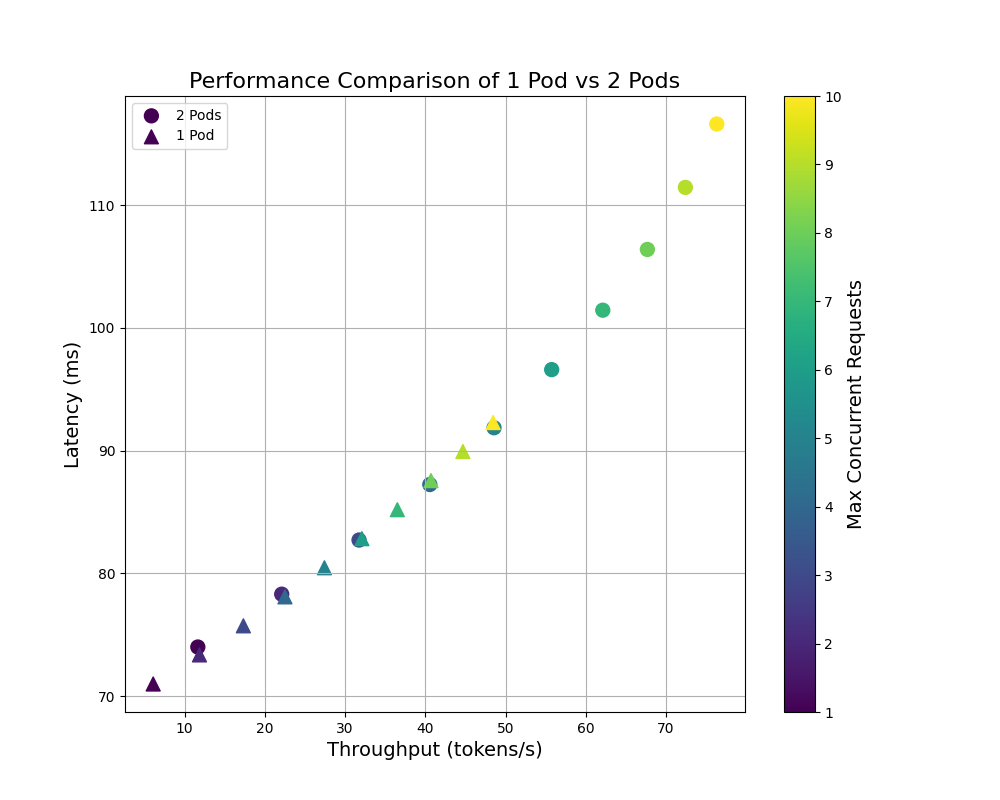 Performance Comparison of 1 Pod vs 2 Pods
2 Pods
1 Pod
110
100
90
80
70
Latency (ms)
10 20 30 40 50 60 70
Throughput (tokens/s)
10
9
8
7
6
5
4
3
2
1
Max Concurrent Requests